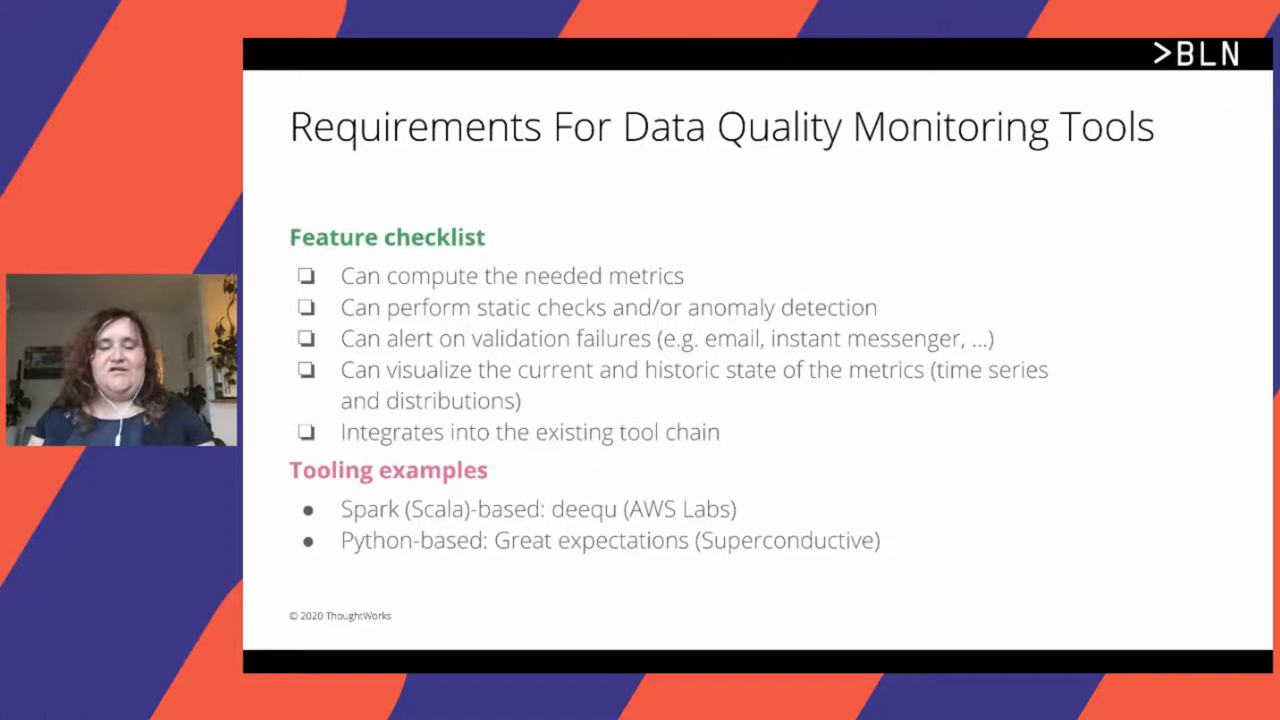 >BLN
Requirements For Data Quality Monitoring Tools
Feature checklist
Can compute the needed metrics
Can perform static checks and/or anomaly detection
Can alert on validation failures (e.g. email, instant messenger, ...)
Can visualize the current and historic state of the metrics (time series
and distributions)
Integrates into the existing tool chain
Tooling examples
Spark (Scala)-based: deequ (AWS Labs)
Python-based: Great expectations (Superconductive)
© 2020 ThoughtWorks